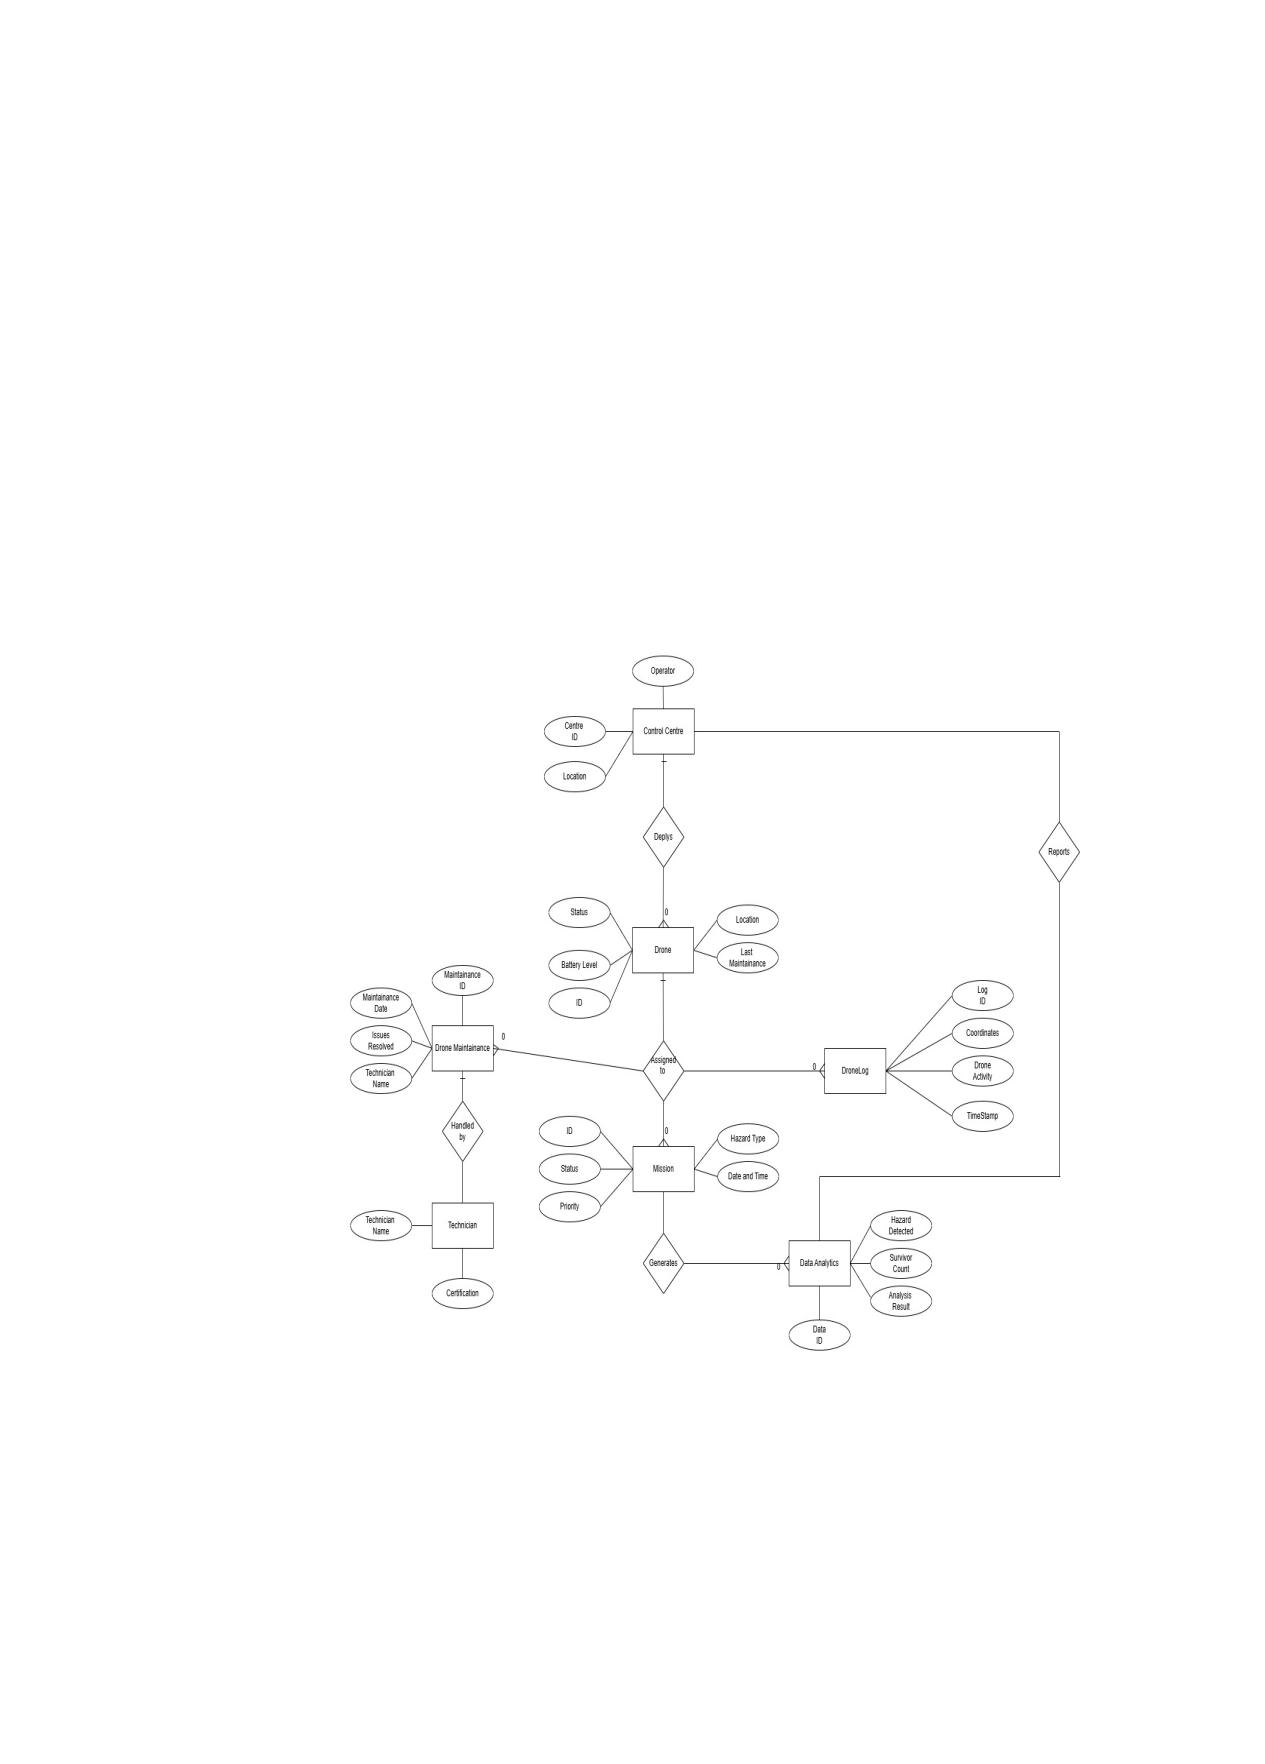 Operator
Centre
ID
Control Centre
Location
Deplys
Reports
Status
0
Location
Drone
Last
Maintainance
Battery Level
ID
Maintainance
ID
Maintainance
Date
Issues
Resolved
Technician
Name
Drone Maintainance
0
Assigned
to
0
DroneLog
Log
ID
Coordinates
Drone
Activity
TimeStamp
Handled
by
ID
Status
Priority
0
Mission
Hazard Type
Date and Time
Technician
Name
Technician
Certification
Generates
0
Data Analytics
Hazard
Detected
Survivor
Count
Analysis
Result
Data
ID